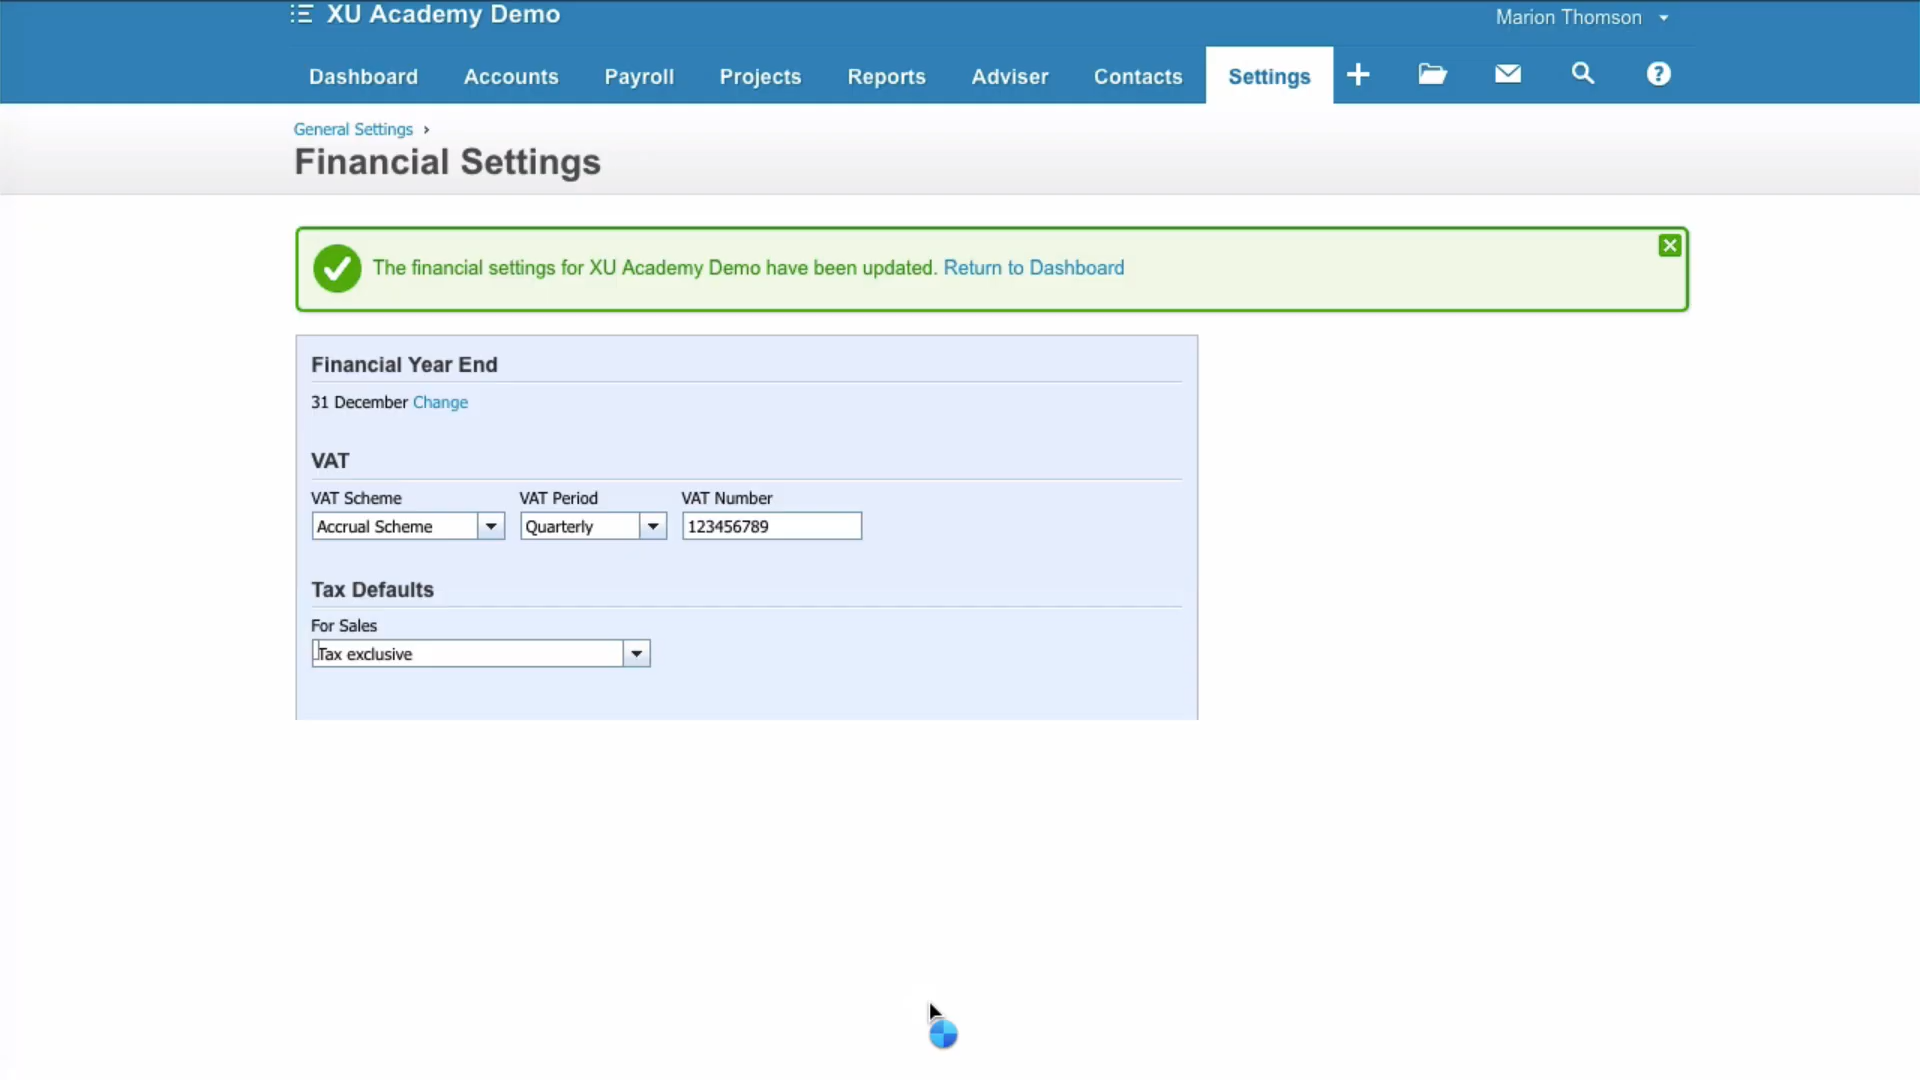 XU Academy Demo
Marion Thomson
Dashboard Accounts Payroll Projects Reports Adviser Contacts Settings
General Settings ›
Financial Settings
The financial settings for XU Academy Demo have been updated. Return to Dashboard
Financial Year End
31 December Change
VAT
VAT Scheme VAT Period VAT Number
Accrual Scheme Quarterly 123456789
Tax Defaults
For Sales
Tax exclusive